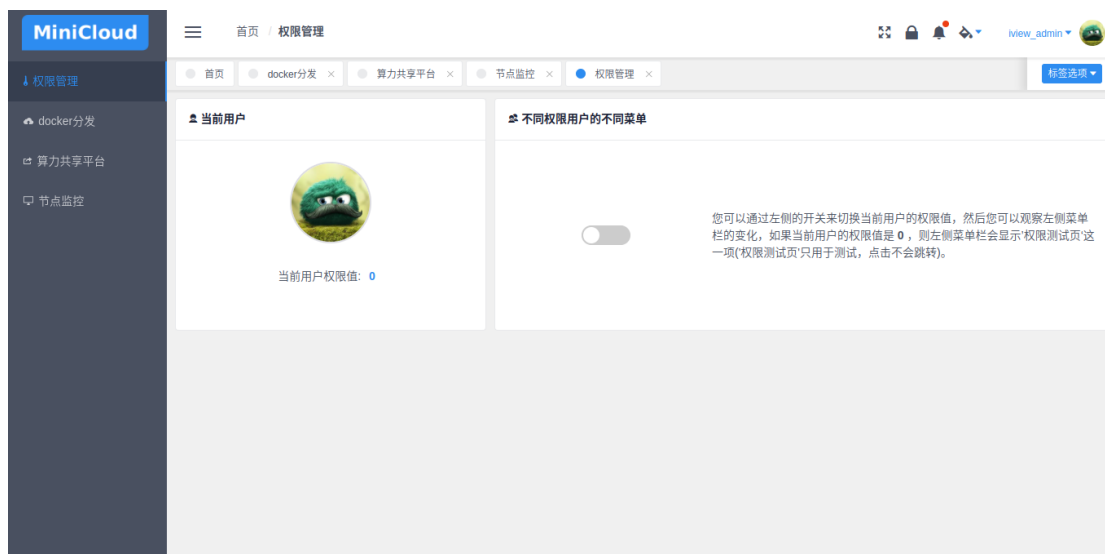 MiniCloud
首页 / 权限管理
iview_admin
权限管理
docker分发
算力共享平台
节点监控
首页
docker分发 ×
算力共享平台 ×
节点监控 ×
权限管理 ×
标签选项
当前用户
当前用户权限值: 0
不同权限用户的不同菜单
您可以通过左侧的开关来切换当前用户的权限值，然后您可以观察左侧菜单
栏的变化，如果当前用户的权限值是 0 ，则左侧菜单栏会显示'权限测试页'这
一项('权限测试页'只用于测试，点击不会跳转)。